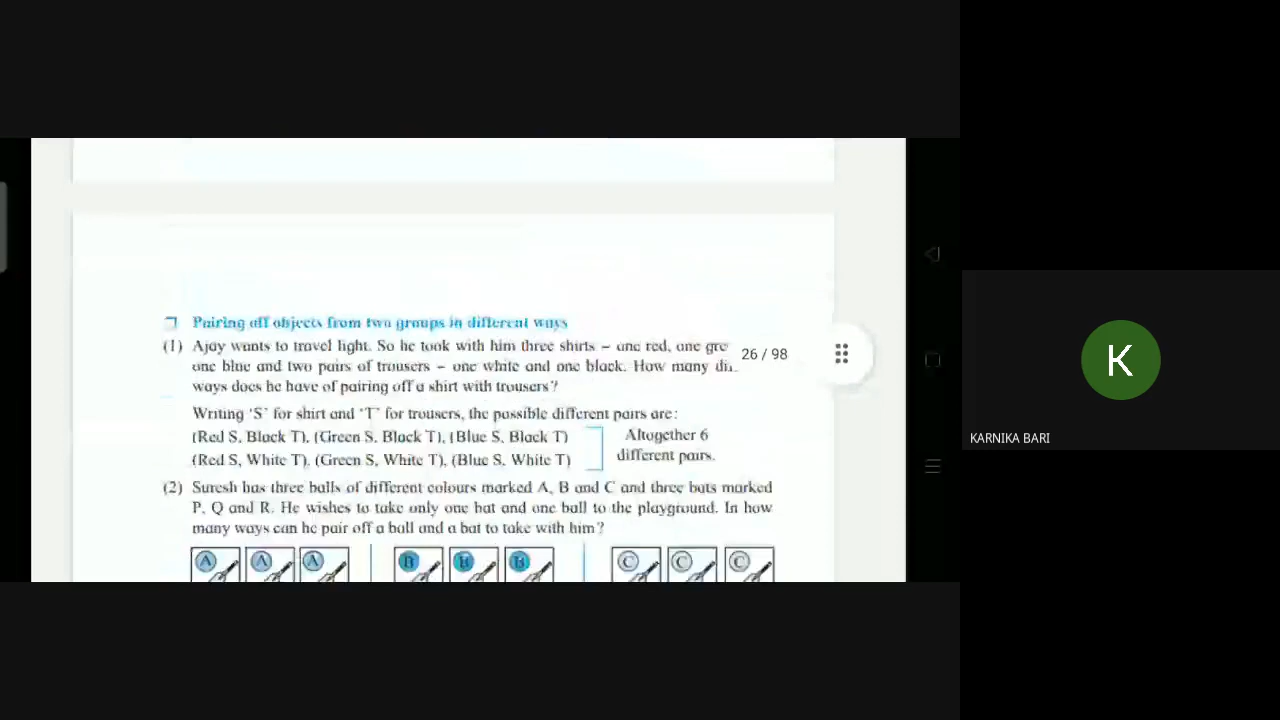 Pairing off objects from two groups in different ways
(1) Ajay wants to travel light. So he took with him three shirts – one red, one gre
one blue and two pairs of trousers – one white and one black. How many di
ways does he have of pairing off a shirt with trousers?
26 / 98
Writing ‘S’ for shirt and ‘T’ for trousers, the possible different pairs are:
(Red S, Black T), (Green S, Black T), (Blue S, Black T)
(Red S, White T), (Green S, White T), (Blue S, White T)
Altogether 6
different pairs.
(2) Suresh has three balls of different colours marked A, B and C and three bats marked
P, Q and R. He wishes to take only one bat and one ball to the playground. In how
many ways can he pair off a ball and a bat to take with him?
A A A B B B C C C
K
KARNIKA BARI